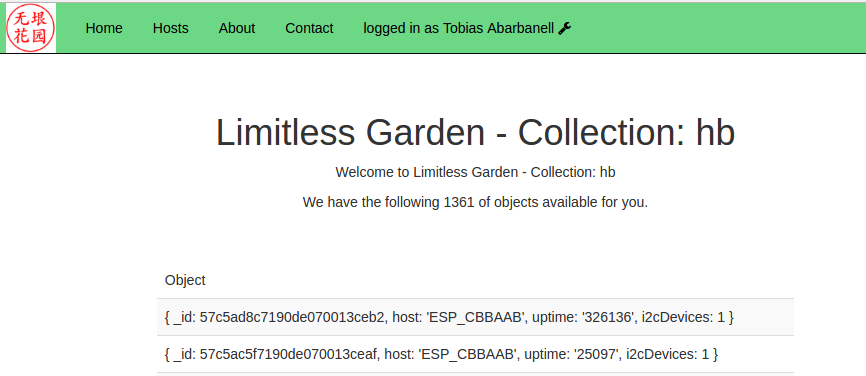 无垠
花园
Home Hosts About Contact logged in as Tobias Abarbanell
Limitless Garden - Collection: hb
Welcome to Limitless Garden - Collection: hb
We have the following 1361 of objects available for you.
Object
{ _id: 57c5ad8c7190de070013ceb2, host: 'ESP_CBBAAB', uptime: '326136', i2cDevices: 1 }
{ _id: 57c5ac5f7190de070013ceaf, host: 'ESP_CBBAAB', uptime: '25097', i2cDevices: 1 }